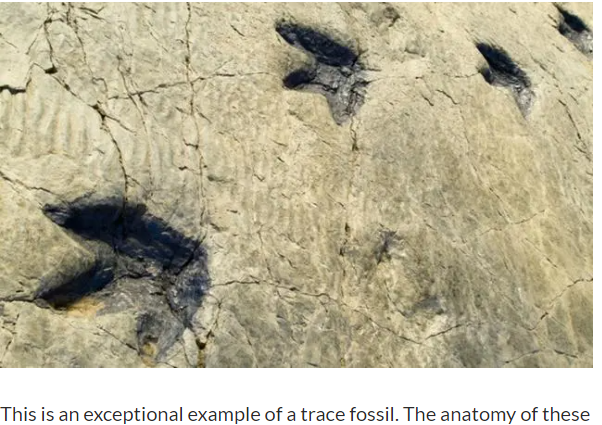 This is an exceptional example of a trace fossil. The anatomy of these